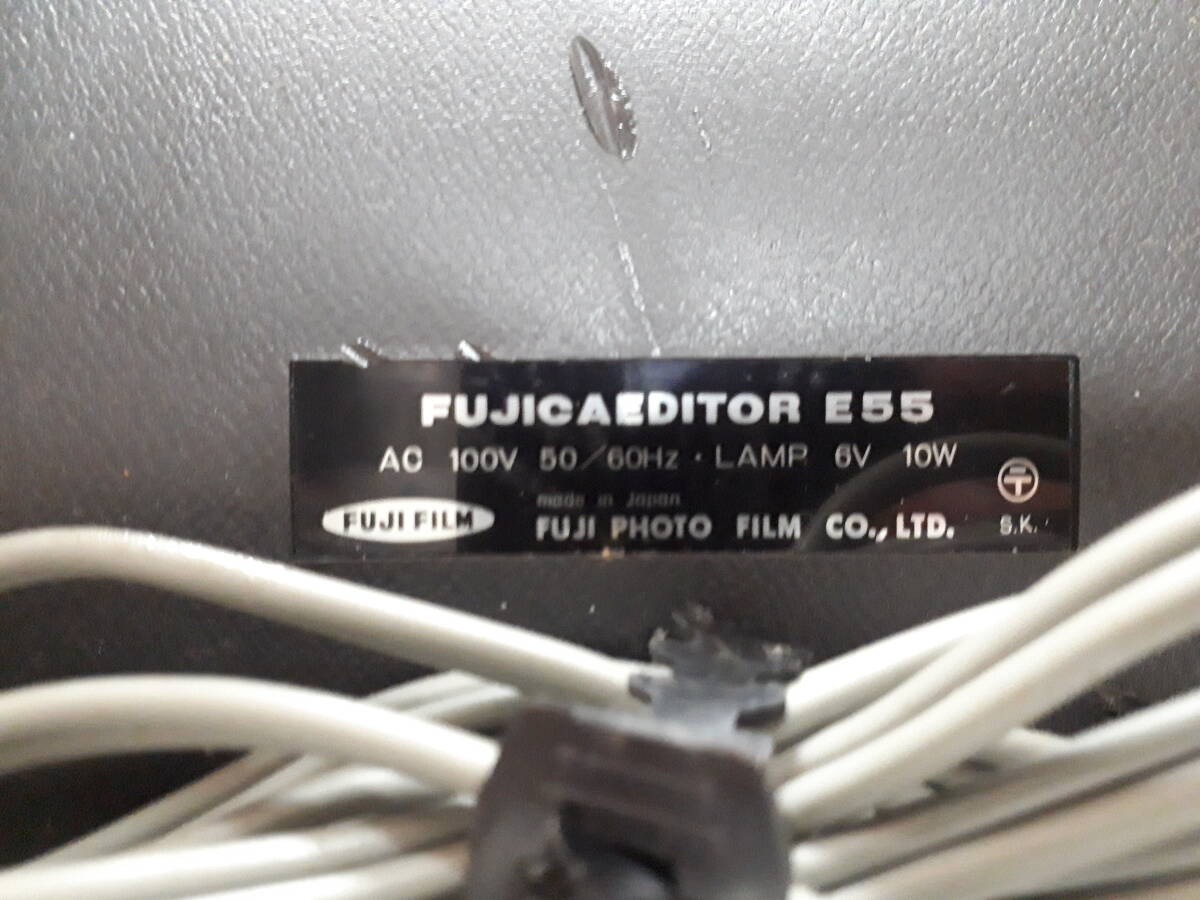 FUJICAEDITOR E55
AC 100V 50/60Hz · LAMP 6V 10W
made in Japan
FUJI FILM
FUJI PHOTO FILM CO., LTD.
〒
S.K.